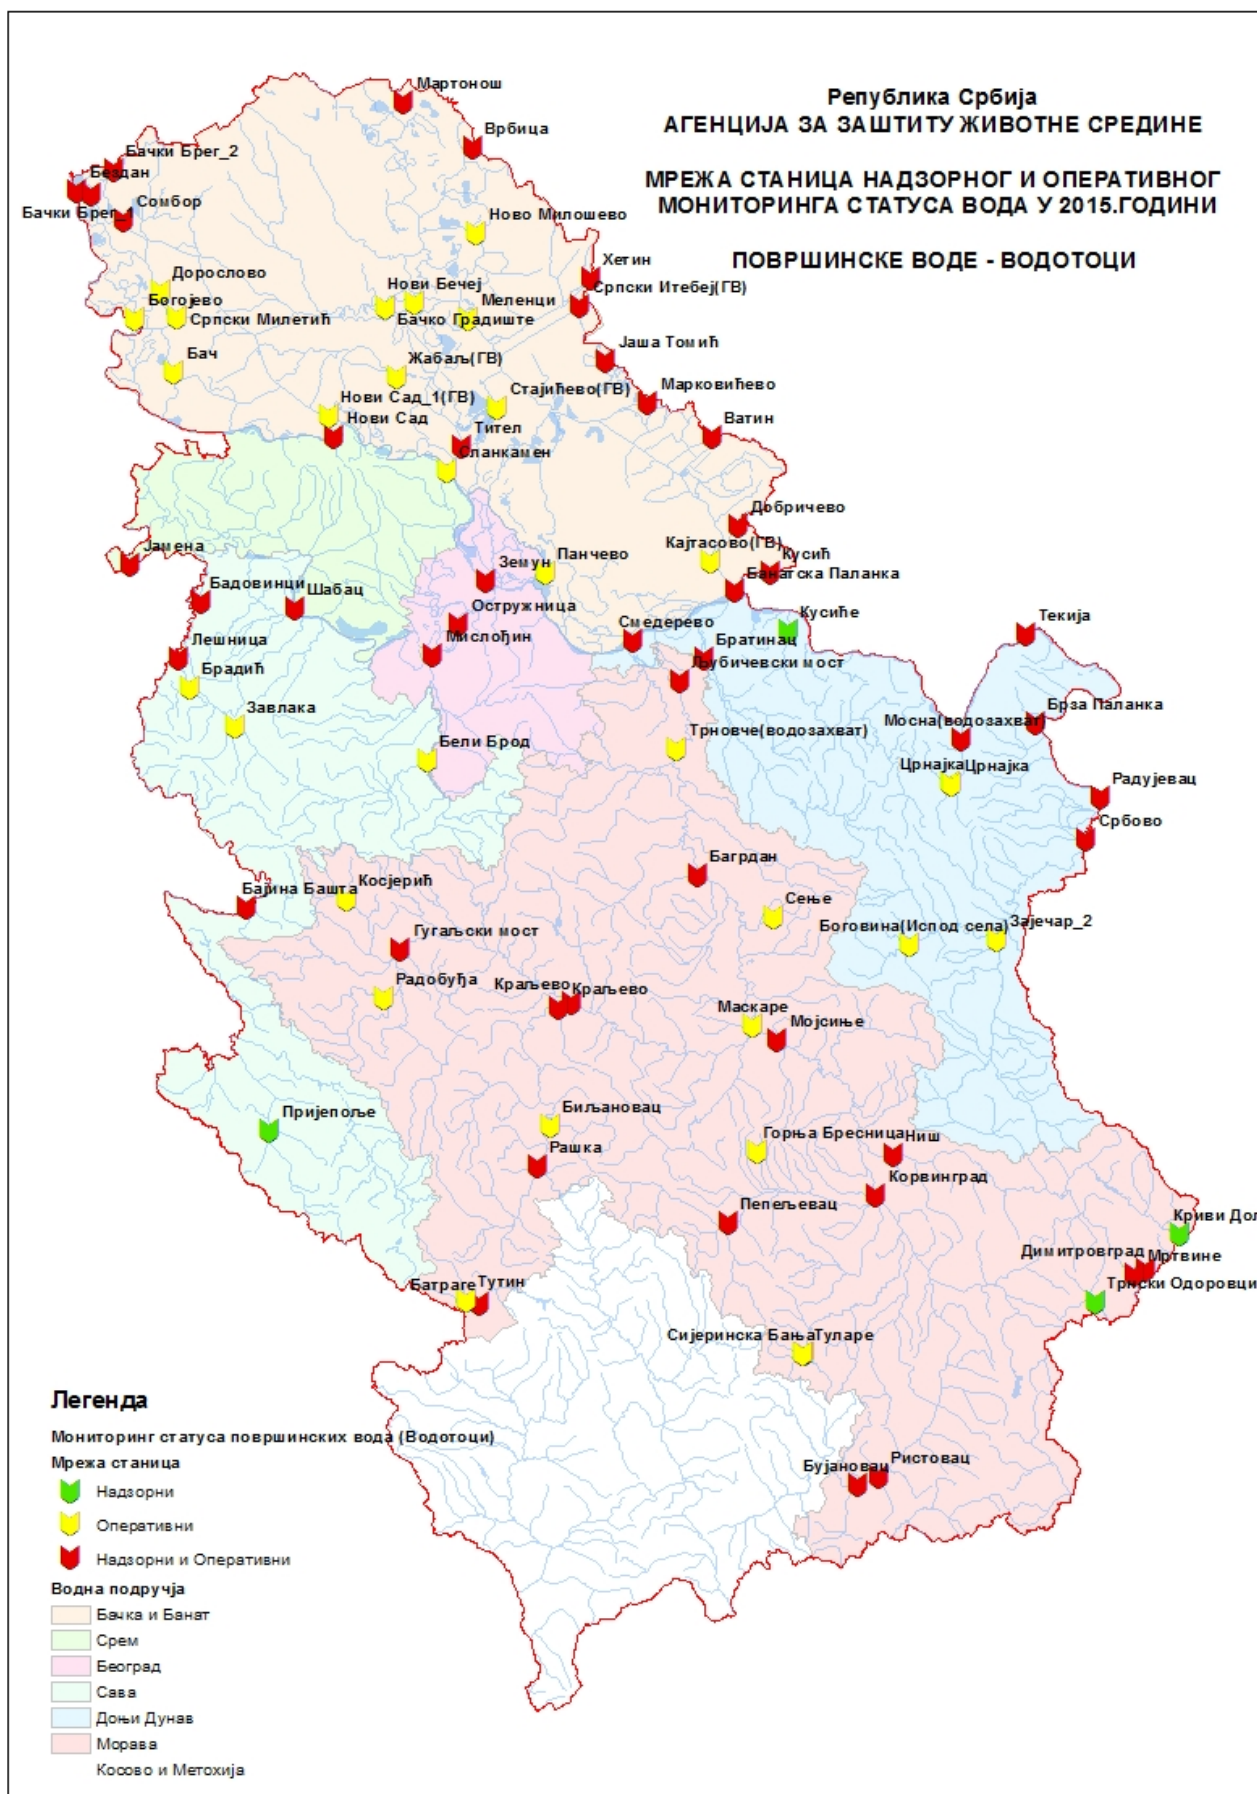 Република Србија
АГЕНЦИЈА ЗА ЗАШТИТУ ЖИВОТНЕ СРЕДИНЕ
МРЕЖА СТАНИЦА НАДЗОРНОГ И ОПЕРАТИВНОГ
МОНИТОРИНГА СТАТУСА ВОДА У 2015.ГОДИНИ
ПОВРШИНСКЕ ВОДЕ - ВОДОТОЦИ
Мартонош
Врбица
Бачки Брег_2
Бездан
Сомбор
Бачки Брег_1
Ново Милошево
Хетин
Дорослово
Нови Бечеј
Српски Итебеј(ГВ)
Богојево
Меленци
Српски Милетић
Бачко Градиште
Јаша Томић
Бач
Жабаљ(ГВ)
Марковићево
Стајићево(ГВ)
Нови Сад_1(ГВ)
Нови Сад
Ватин
Тител
Сланкамен
Добричево
Кајтасово(ГВ)
Јамена
Панчево
Кусић
Земун
Банатска Паланка
Бадовинци
Шабац
Остружница
Кусиће
Текија
Смедерево
Мислођин
Лешница
Братинац
Љубичевски мост
Брадић
Завлака
Брза Паланка
Мосна(водозахват)
Трновче(водозахват)
Бели Брод
Црнајка
Црнајка
Радујевац
Србово
Багрдан
Косјерић
Бајина Башта
Сење
Зајечар_2
Боговина(Испод села)
Гугаљски мост
Радобуђа
Краљево
Краљево
Маскаре
Мојсиње
Пријепоље
Биљановац
Горња Бресница
Ниш
Рашка
Корвинград
Пепељевац
Криви Дол
Димитровград
Мртвине
Трнски Одоровци
Батраге
Тутин
Сијеринска Бања
Туларе
Бујановац
Ристовац
Легенда
Мониторинг статуса површинских вода (Водотоци)
Мрежа станица
Надзорни
Оперативни
Надзорни и Оперативни
Водна подручја
Бачка и Банат
Срем
Београд
Сава
Доњи Дунав
Морава
Косово и Метохија